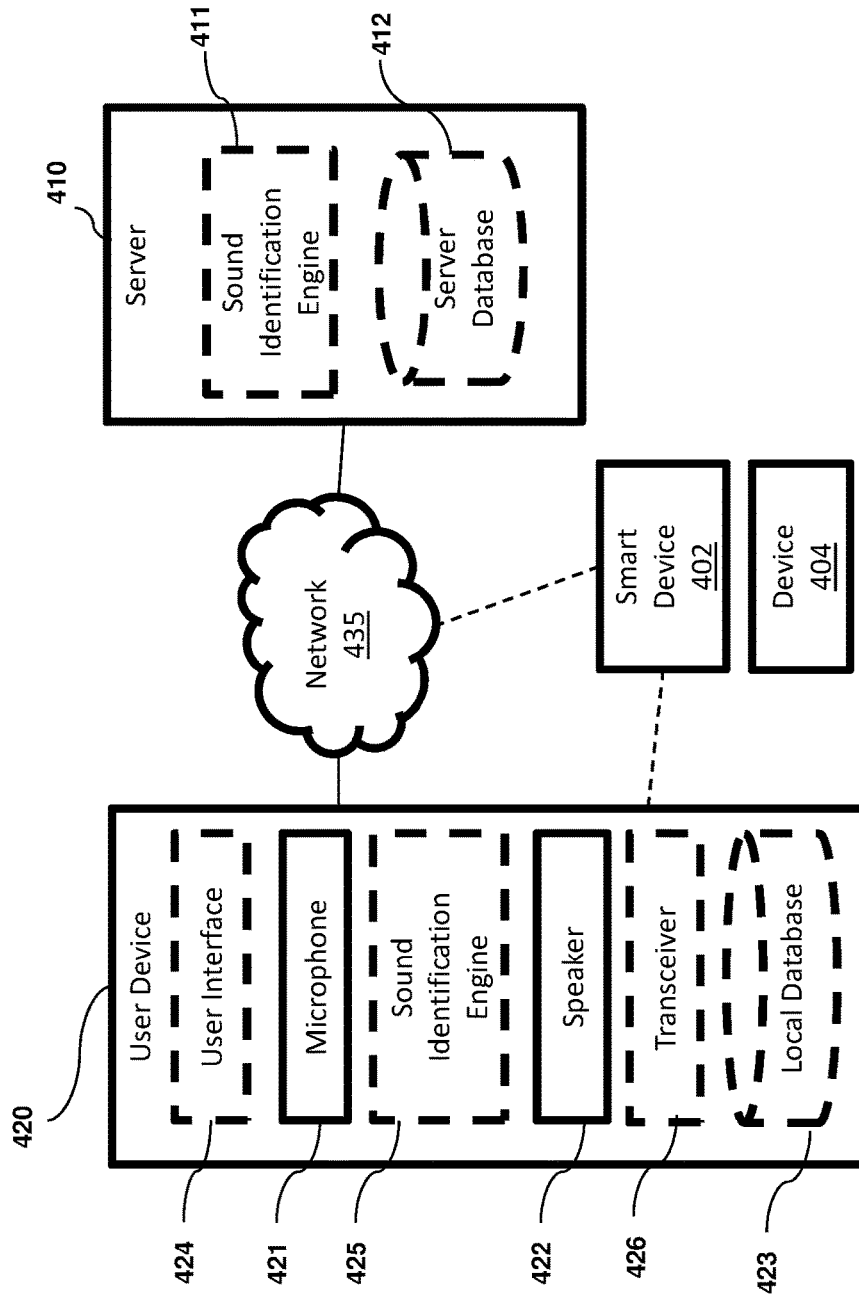 420
User Device
424
User Interface
421
Microphone
425
Sound
Identification
Engine
422
Speaker
426
Transceiver
423
Local Database
Network
435
Smart
Device
402
Device
404
410
Server
411
Sound
Identification
Engine
412
Server
Database